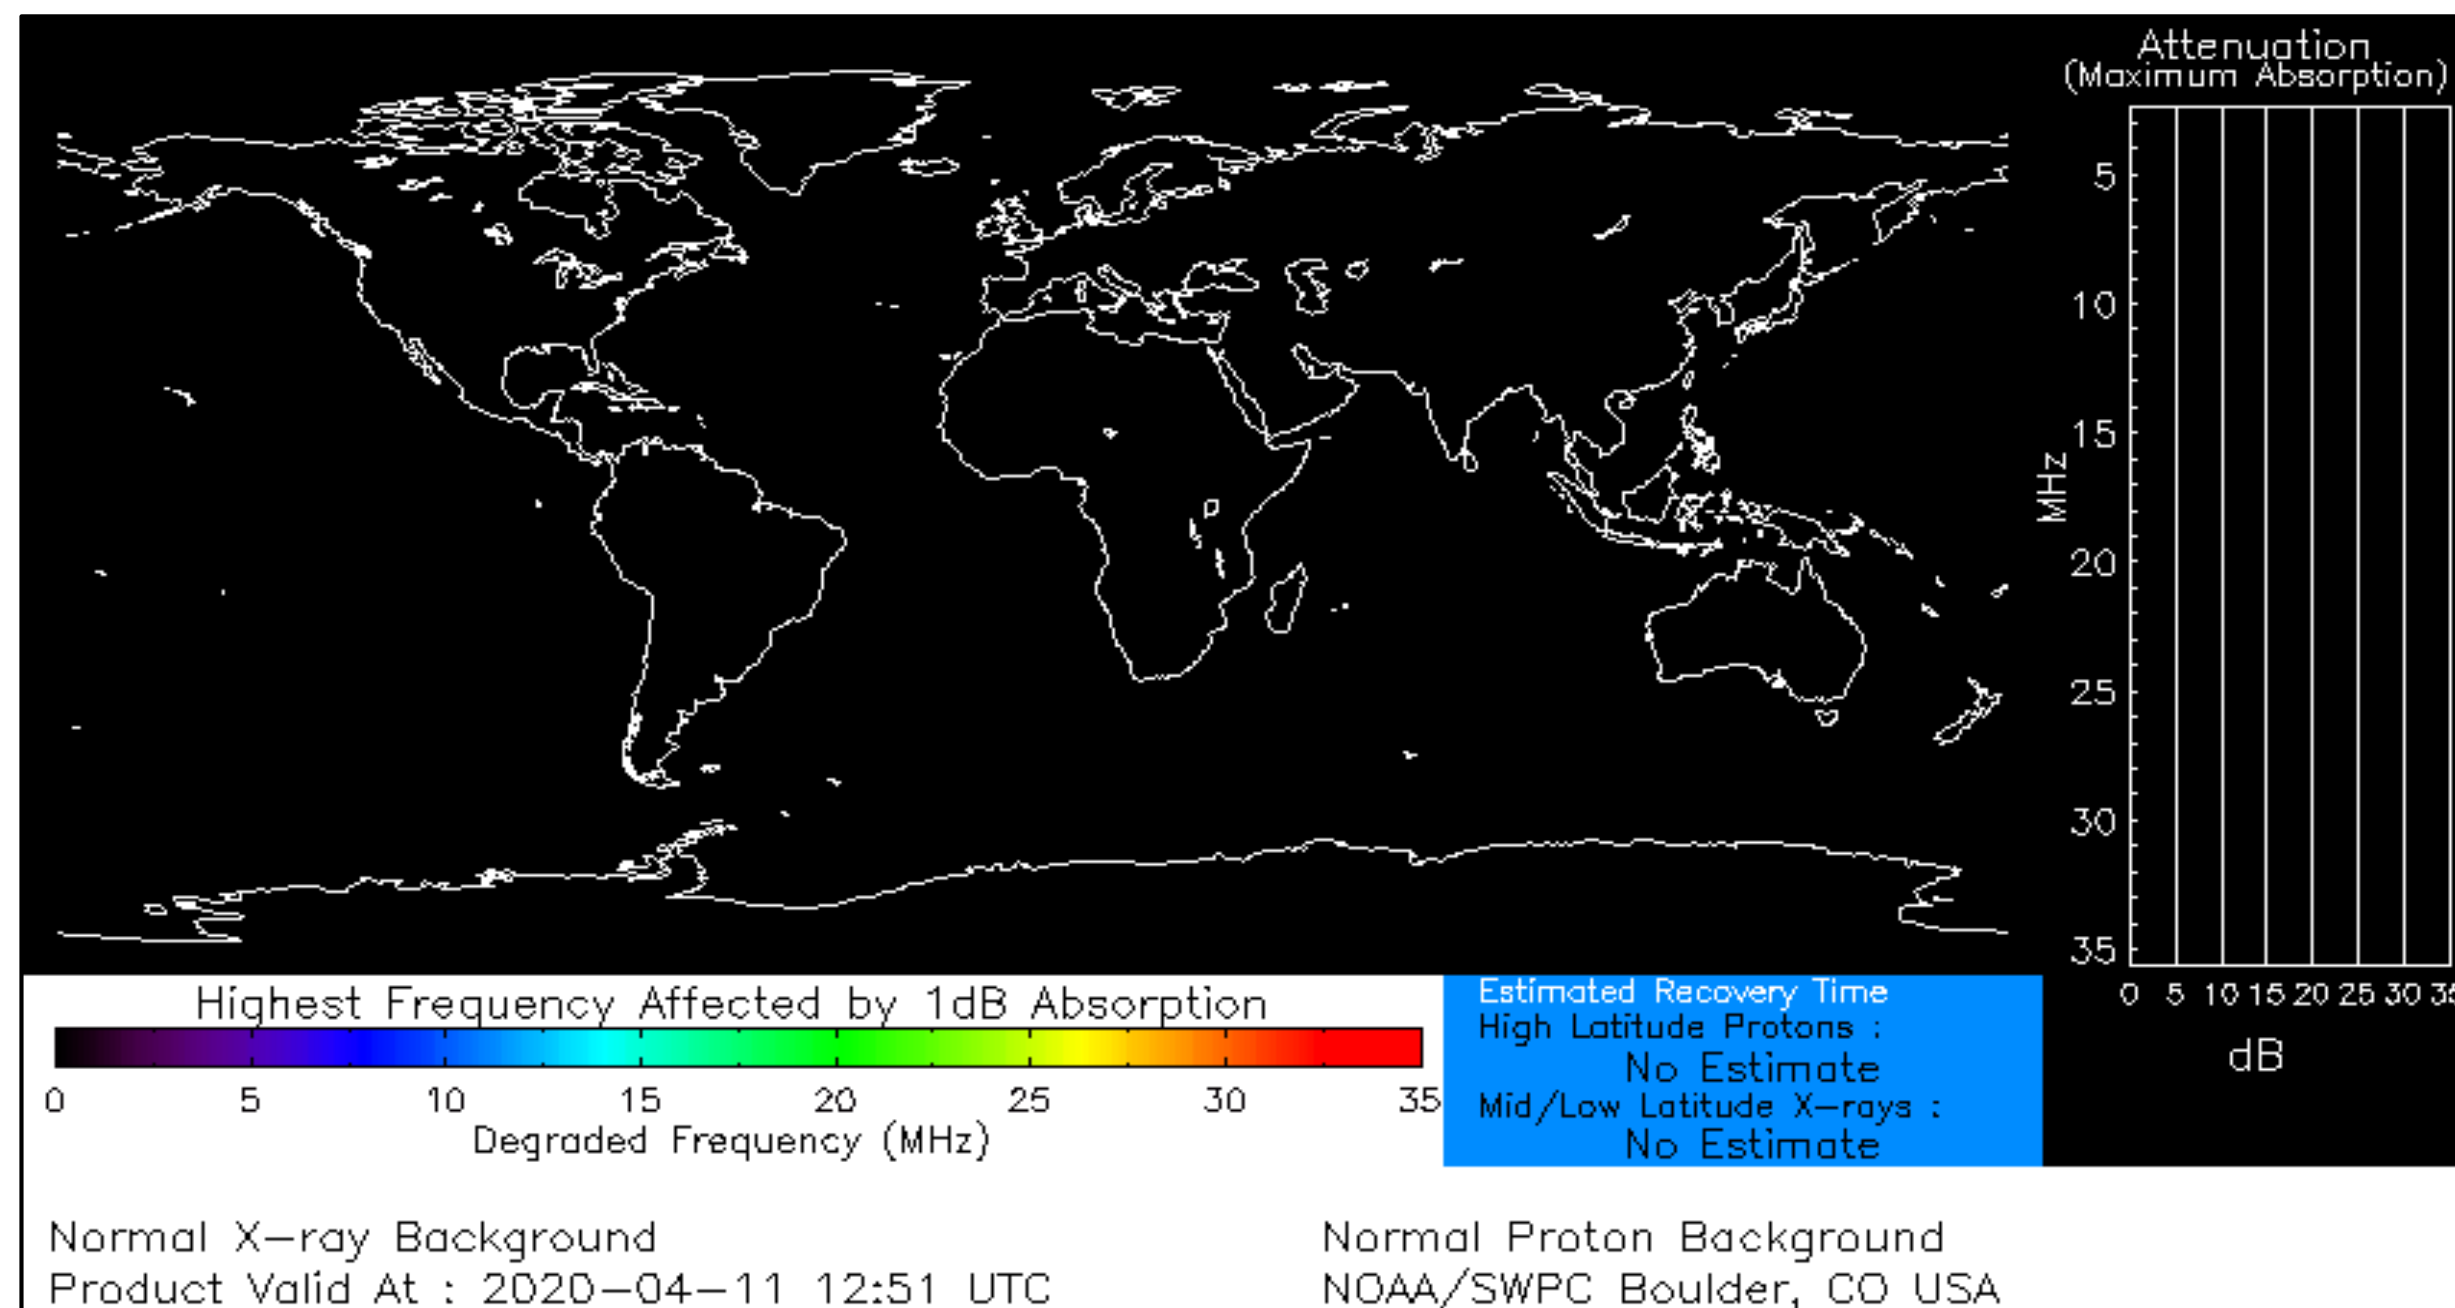 Attenuation
(Maximum Absorption)
5
10
15
20
25
30
35
MHz
0 5 10 15 20 25 30
dB
Highest Frequency Affected by 1dB Absorption
0 5 10 15 20 25 30 35
Degraded Frequency (MHz)
Estimated Recovery Time
High Latitude Protons :
No Estimate
Mid/Low Latitude X-rays :
No Estimate
Normal X-ray Background
Normal Proton Background
Product Valid At : 2020-04-11 12:51 UTC
NOAA/SWPC Boulder, CO USA